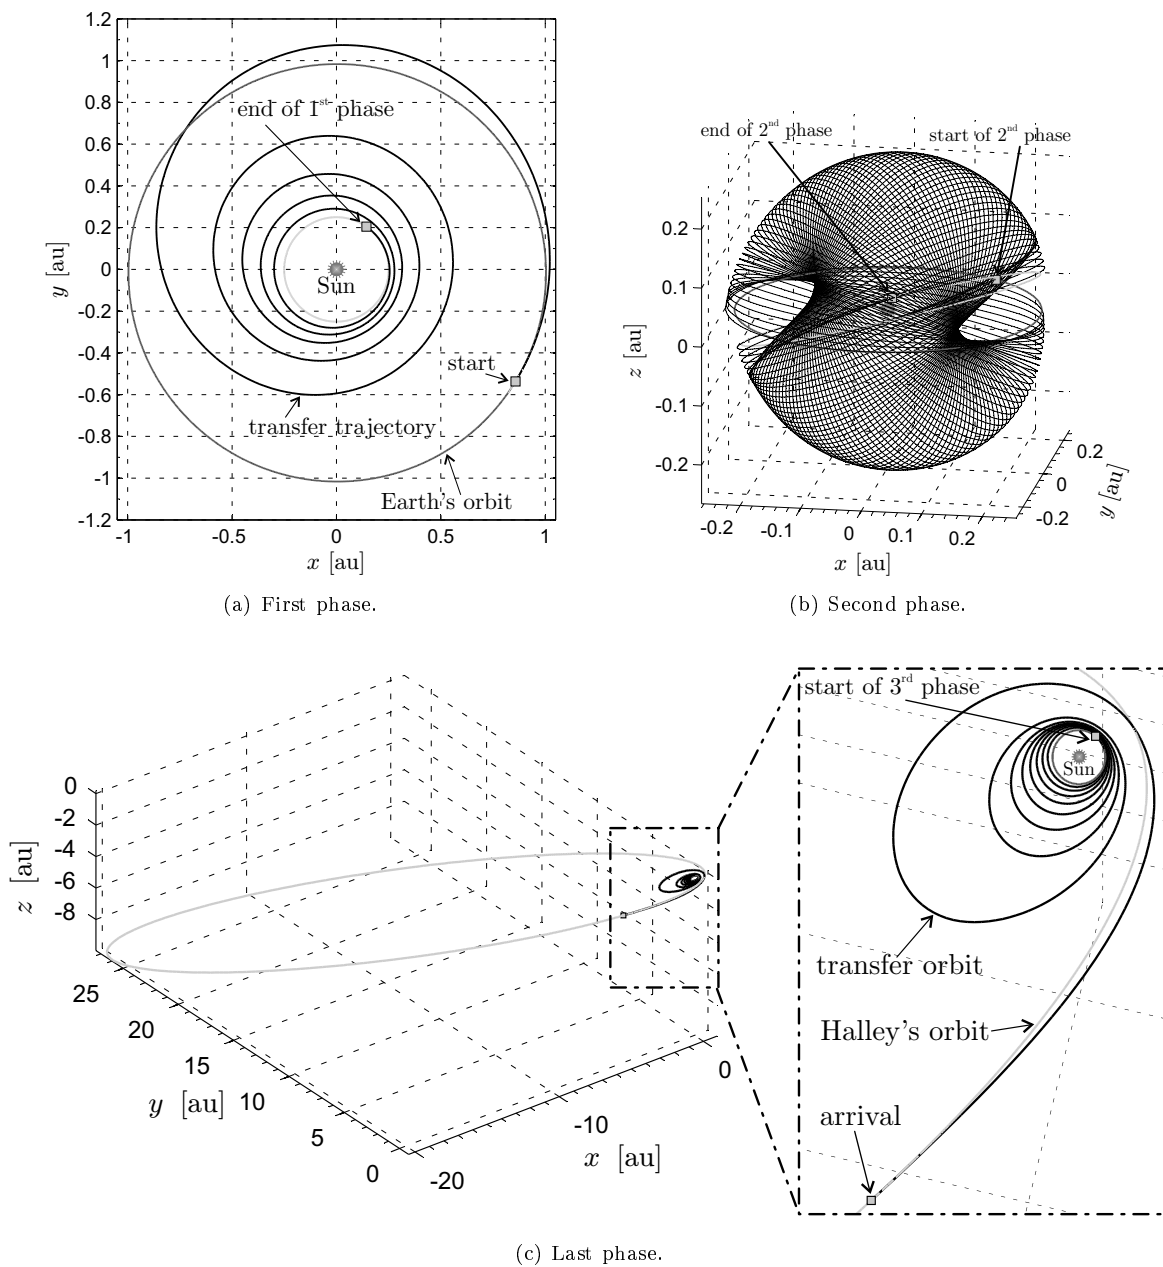 1.2
1
0.8
0.6
0.4
0.2
0
-0.2
-0.4
-0.6
-0.8
-1
-1.2
y [au]
-1
-0.5
0
0.5
1
x [au]
end of 1st phase
Sun
start
transfer trajectory
Earth's orbit
(a) First phase.
end of 2nd phase
start of 2nd phase
0.2
0.1
0
-0.1
-0.2
z [au]
-0.2
-0.1
0
0.1
0.2
x [au]
0.2
0
-0.2
y [au]
(b) Second phase.
0
-2
-4
-6
-8
z [au]
25
20
15
10
5
0
y [au]
-20
-10
0
x [au]
start of 3rd phase
Sun
transfer orbit
Halley's orbit
arrival
(c) Last phase.